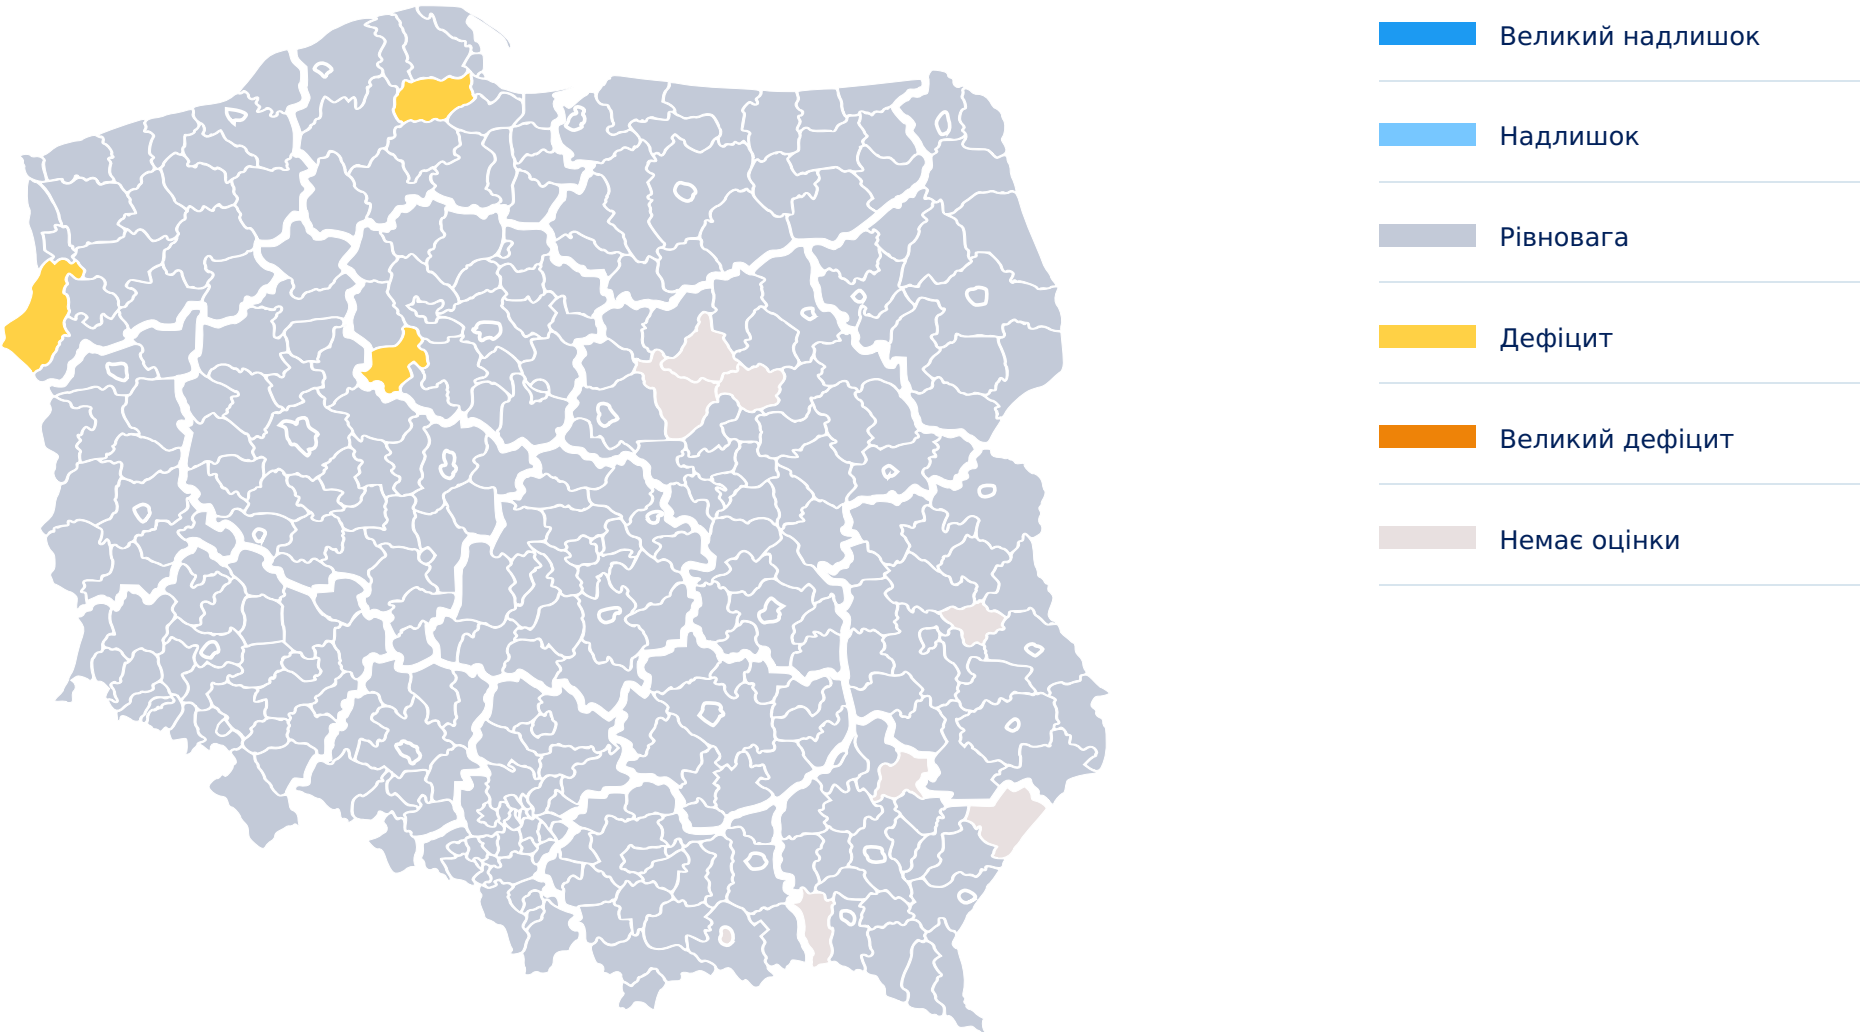 Великий надлишок
Надлишок
Рівновага
Дефіцит
Великий дефіцит
Немає оцінки